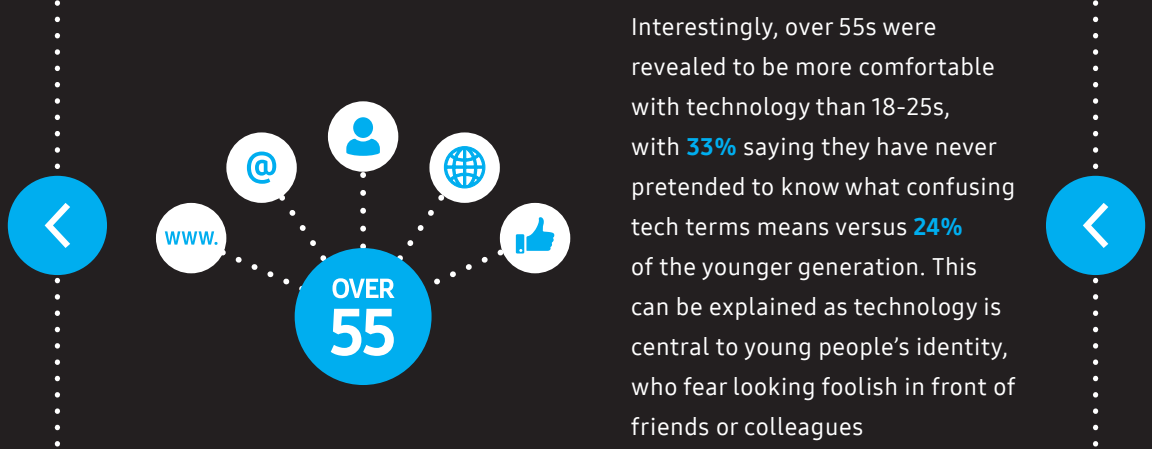 www.
@
OVER
55
Interestingly, over 55s were
revealed to be more comfortable
with technology than 18-25s,
with 33% saying they have never
pretended to know what confusing
tech terms means versus 24%
of the younger generation. This
can be explained as technology is
central to young people’s identity,
who fear looking foolish in front of
friends or colleagues